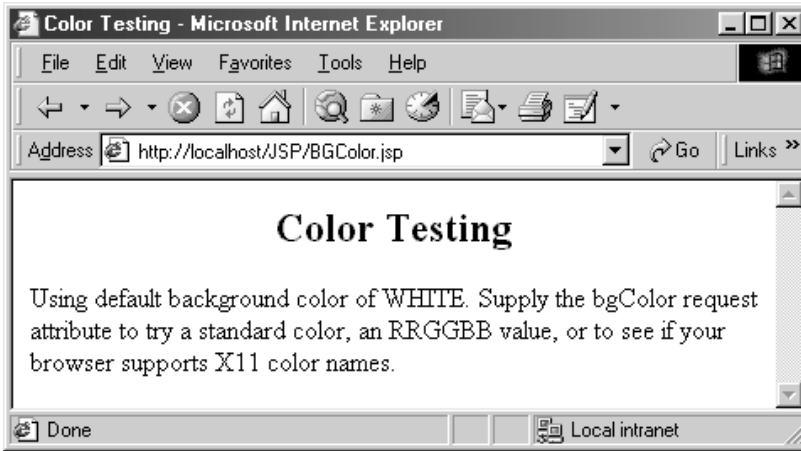 Color Testing - Microsoft Internet Explorer
File Edit View Favorites Tools Help
Address http://localhost/JSP/BGColor.jsp Go Links »
Color Testing
Using default background color of WHITE. Supply the bgColor request
attribute to try a standard color, an RRGGBB value, or to see if your
browser supports X11 color names.
Done Local intranet